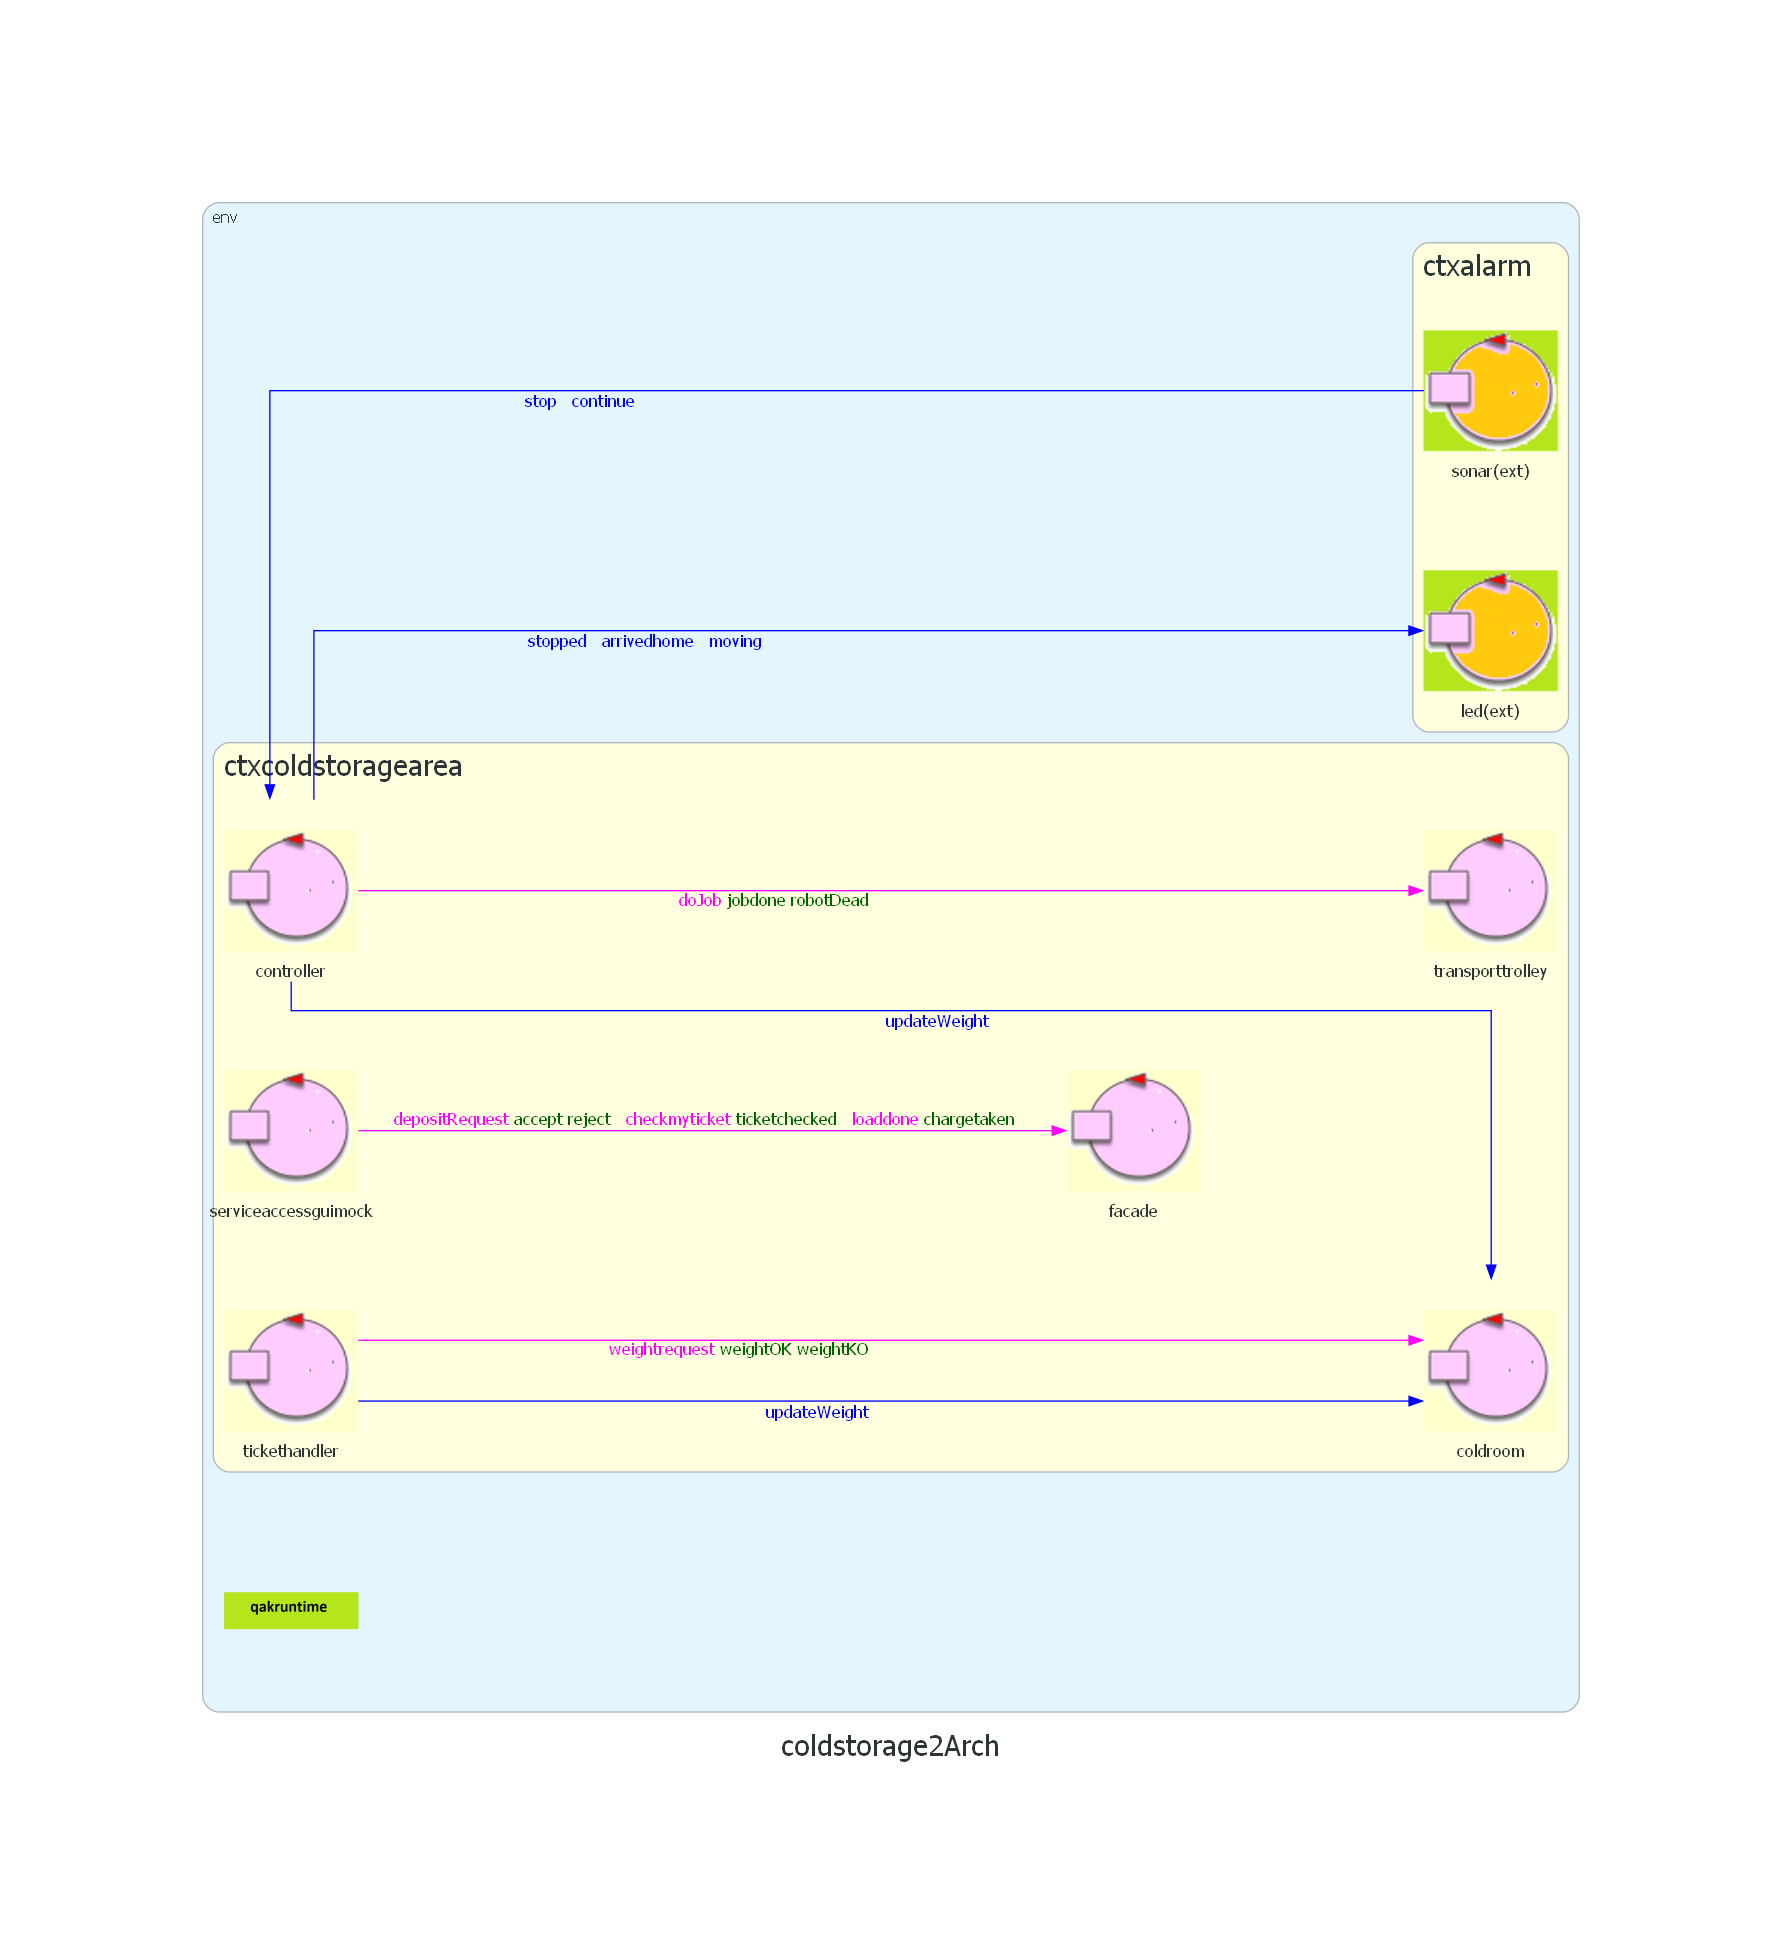 env
ctxalarm
stop continue
sonar(ext)
stopped arrivedhome moving
led(ext)
ctxcoldstoragearea
doJob jobdone robotDead
controller
transporttrolley
updateWeight
depositRequest accept reject checkmyticket ticketchecked loaddone chargetaken
serviceaccessguimock
facade
weightrequest weightOK weightKO
updateWeight
tickethandler
coldroom
qakruntime
coldstorage2Arch